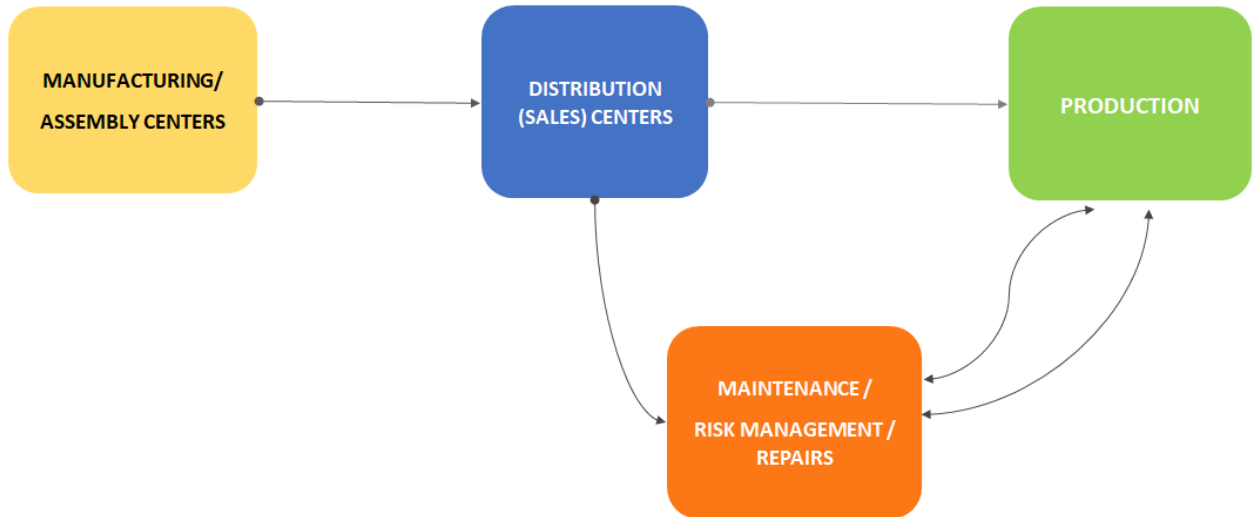 MANUFACTURING/
ASSEMBLY CENTERS
DISTRIBUTION
(SALES) CENTERS
PRODUCTION
MAINTENANCE /
RISK MANAGEMENT /
REPAIRS